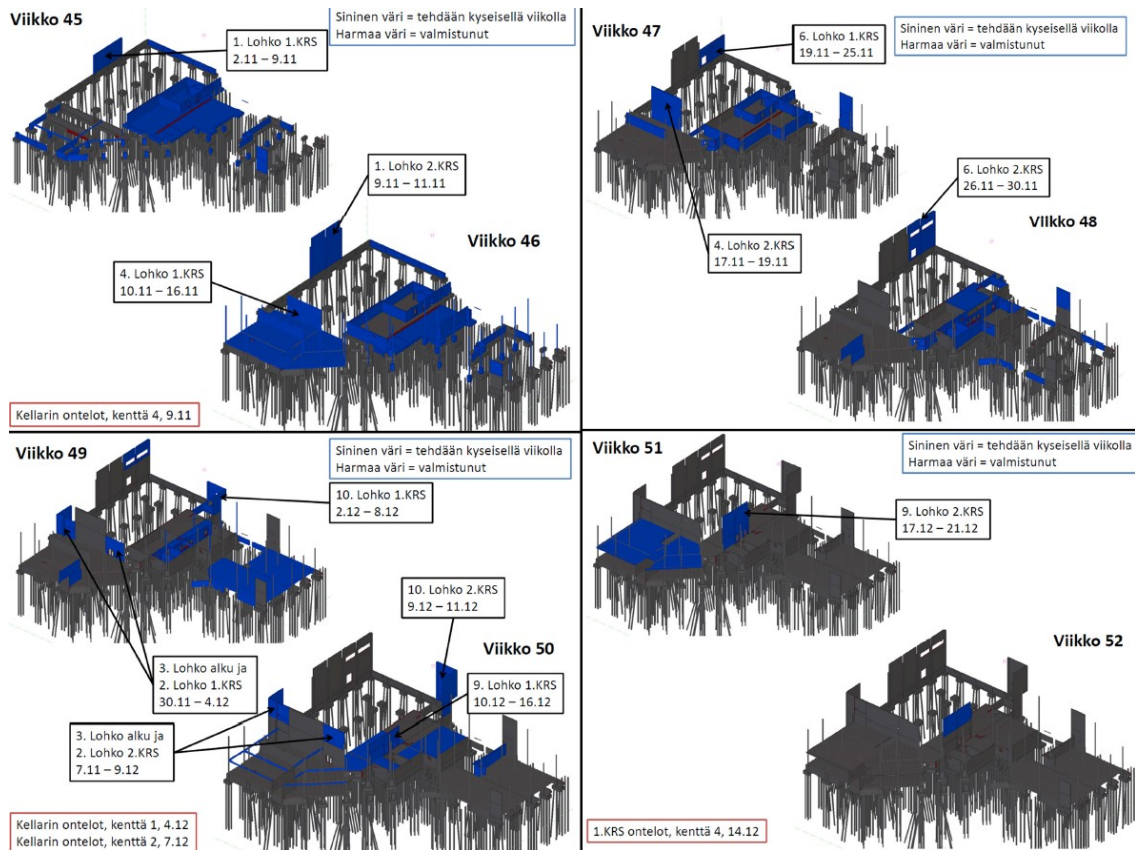 Viikko 45
Sininen väri = tehdään kyseisellä viikolla
Harmaa väri = valmistunut
1. Lohko 1.KRS
2.11 – 9.11
1. Lohko 2.KRS
9.11 – 11.11
Viikko 46
4. Lohko 1.KRS
10.11 – 16.11
Kellarin ontelot, kenttä 4, 9.11
Viikko 47
6. Lohko 1.KRS
19.11 – 25.11
Sininen väri = tehdään kyseisellä viikolla
Harmaa väri = valmistunut
6. Lohko 2.KRS
26.11 – 30.11
Viikko 48
4. Lohko 2.KRS
17.11 – 19.11
Viikko 49
Sininen väri = tehdään kyseisellä viikolla
Harmaa väri = valmistunut
10. Lohko 1.KRS
2.12 – 8.12
10. Lohko 2.KRS
9.12 – 11.12
Viikko 50
3. Lohko alku ja
2. Lohko 1.KRS
30.11 – 4.12
9. Lohko 1.KRS
10.12 – 16.12
3. Lohko alku ja
2. Lohko 2.KRS
7.11 – 9.12
Kellarin ontelot, kenttä 1, 4.12
Kellarin ontelot, kenttä 2, 7.12
Viikko 51
Sininen väri = tehdään kyseisellä viikolla
Harmaa väri = valmistunut
9. Lohko 2.KRS
17.12 – 21.12
Viikko 52
1.KRS ontelot, kenttä 4, 14.12